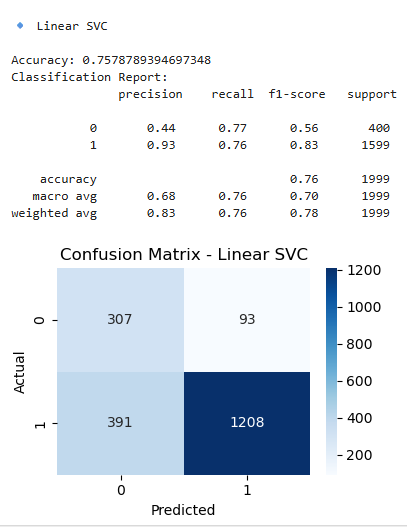 Linear SVC
Accuracy: 0.7578789394697348
Classification Report:
precision recall f1-score support
0 0.44 0.77 0.56 400
1 0.93 0.76 0.83 1599
accuracy 0.76 1999
macro avg 0.68 0.76 0.70 1999
weighted avg 0.83 0.76 0.78 1999
Confusion Matrix - Linear SVC
0 307 93
1 391 1208
0 1
Actual
Predicted
1200
1000
800
600
400
200